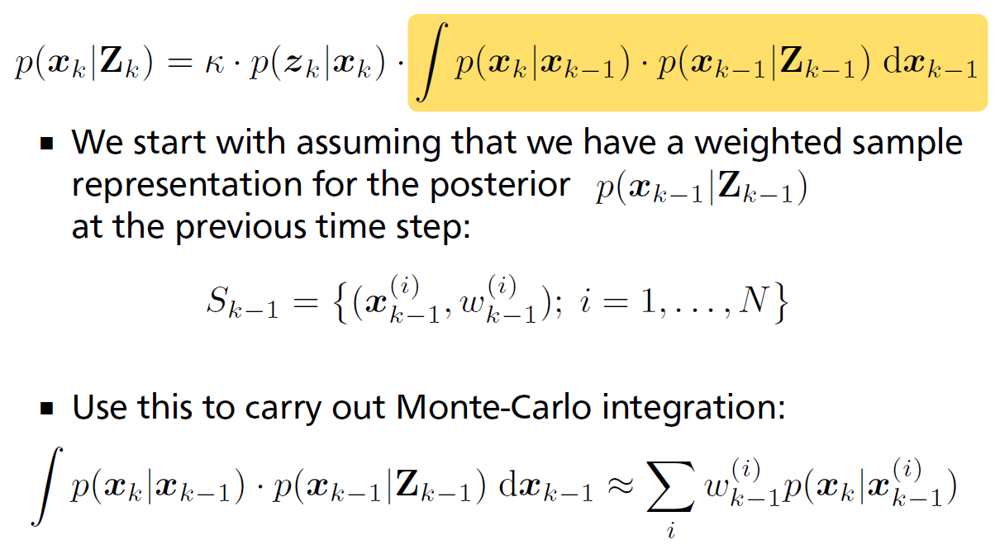 $p(\boldsymbol{x}_k|\mathbf{Z}_k) = \kappa \cdot p(\boldsymbol{z}_k|\boldsymbol{x}_k) \cdot \int p(\boldsymbol{x}_k|\boldsymbol{x}_{k-1}) \cdot p(\boldsymbol{x}_{k-1}|\mathbf{Z}_{k-1}) \, \mathrm{d}\boldsymbol{x}_{k-1}$
▪ We start with assuming that we have a weighted sample
representation for the posterior $p(\boldsymbol{x}_{k-1}|\mathbf{Z}_{k-1})$
at the previous time step:
$S_{k-1} = \{(\boldsymbol{x}_{k-1}^{(i)}, w_{k-1}^{(i)}); \; i = 1, \ldots, N\}$
▪ Use this to carry out Monte-Carlo integration:
$\int p(\boldsymbol{x}_k|\boldsymbol{x}_{k-1}) \cdot p(\boldsymbol{x}_{k-1}|\mathbf{Z}_{k-1}) \, \mathrm{d}\boldsymbol{x}_{k-1} \approx \sum_i w_{k-1}^{(i)} p(\boldsymbol{x}_k|\boldsymbol{x}_{k-1}^{(i)})$